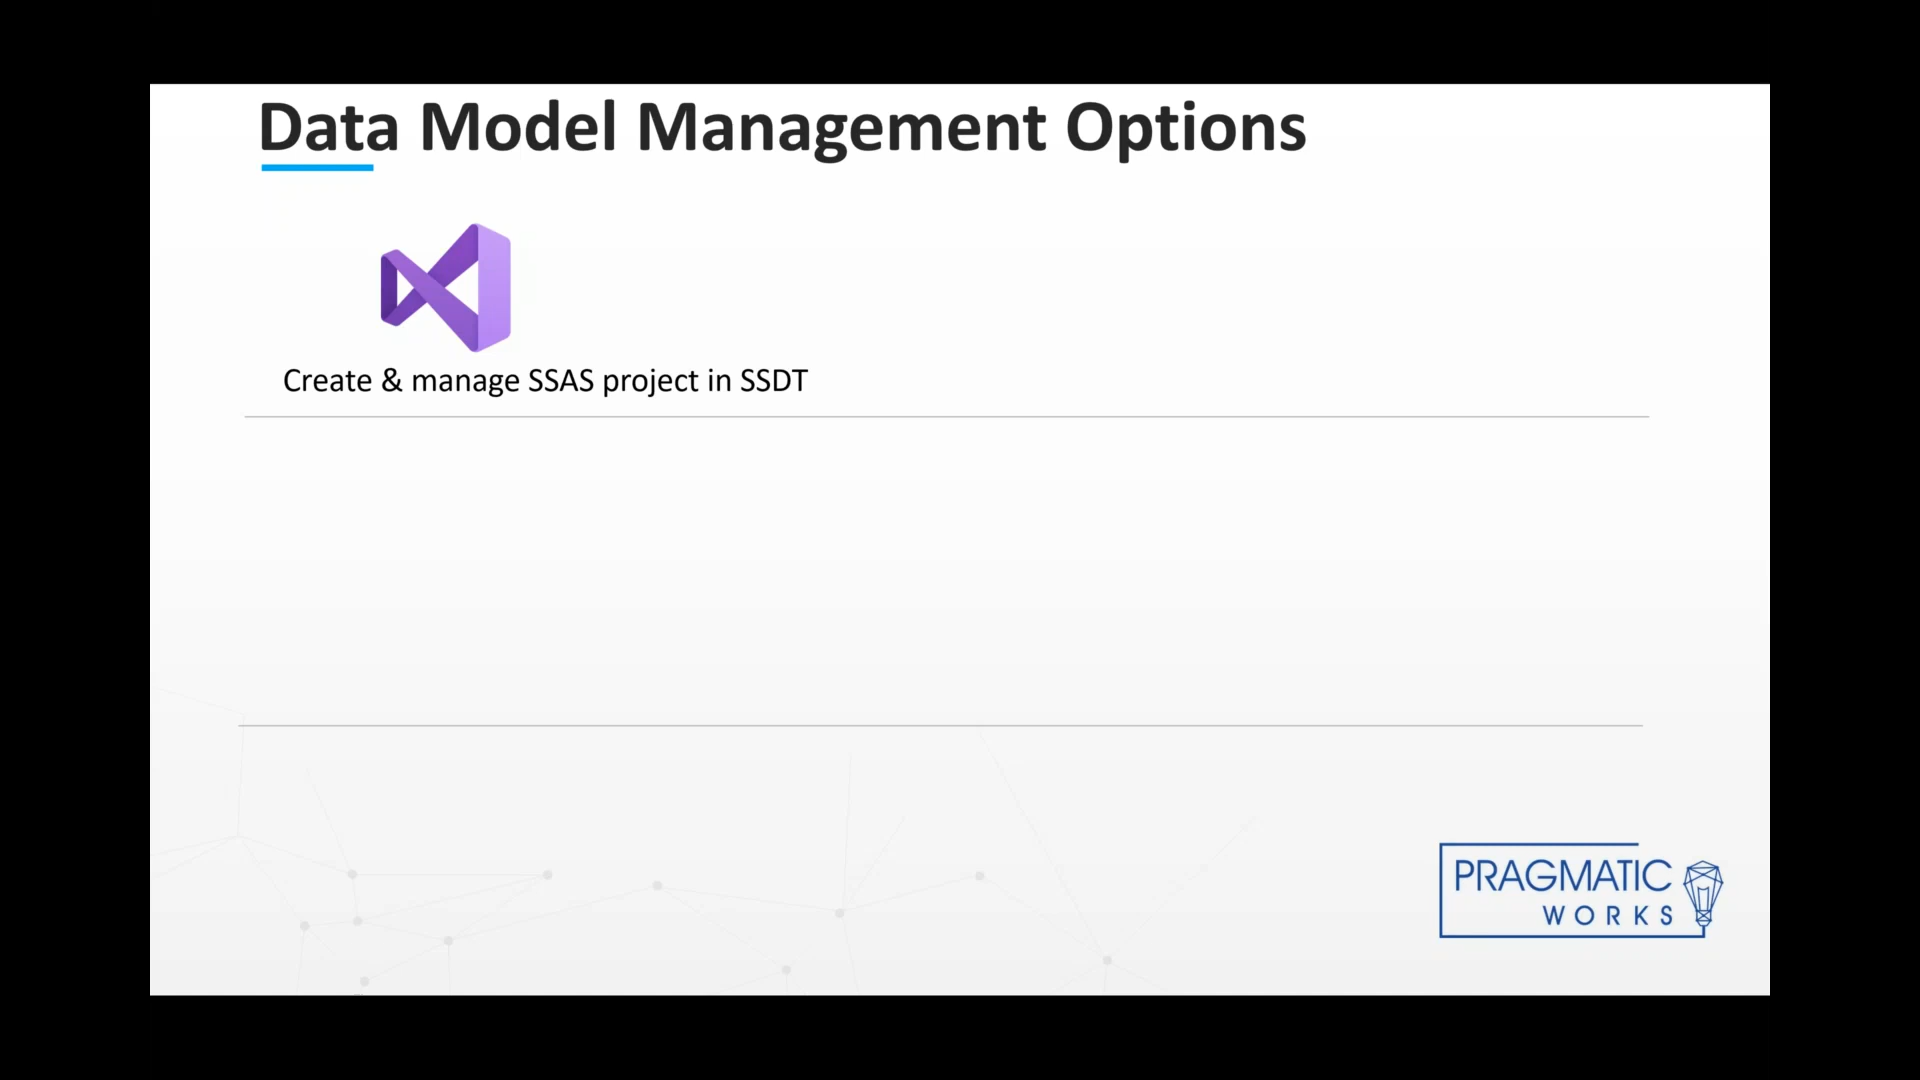 Data Model Management Options
Create & manage SSAS project in SSDT
PRAGMATIC
WORKS